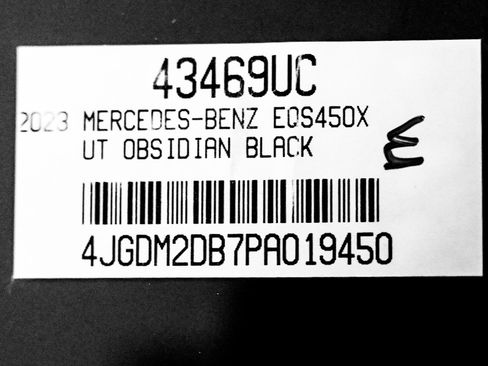 43469UC
2023 MERCEDES-BENZ EQS450X
UT OBSIDIAN BLACK
4JGDM2DB7PA019450